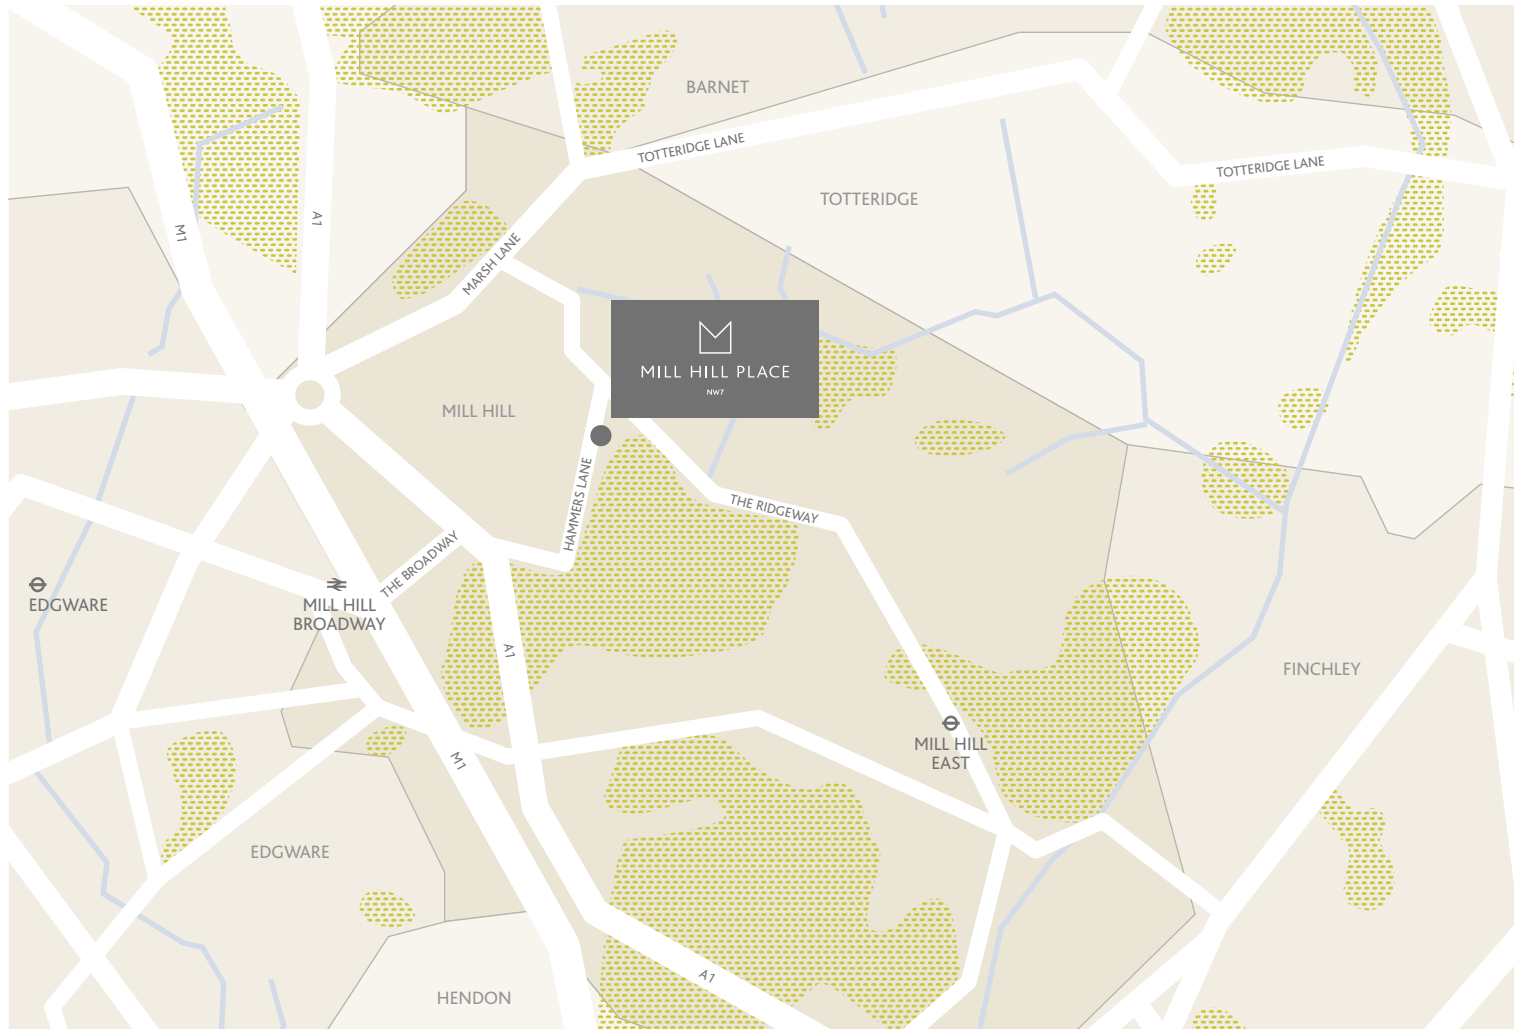 BARNET
TOTTERIDGE LANE
TOTTERIDGE LANE
TOTTERIDGE
A1
M1
MARSH LANE
MILL HILL PLACE
NW7
MILL HILL
HAMMERS LANE
THE RIDGEWAY
THE BROADWAY
EDGWARE
MILL HILL
BROADWAY
A1
FINCHLEY
MILL HILL
EAST
M1
EDGWARE
A1
HENDON